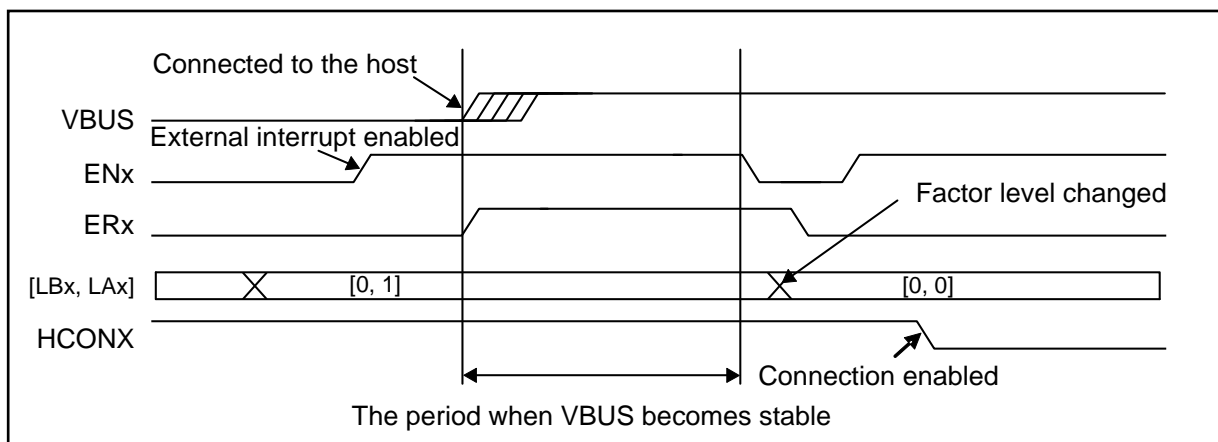 Connected to the host
VBUS
External interrupt enabled
ENx
Factor level changed
ERx
[LBx, LAx]
[0, 1]
[0, 0]
HCONX
Connection enabled
The period when VBUS becomes stable